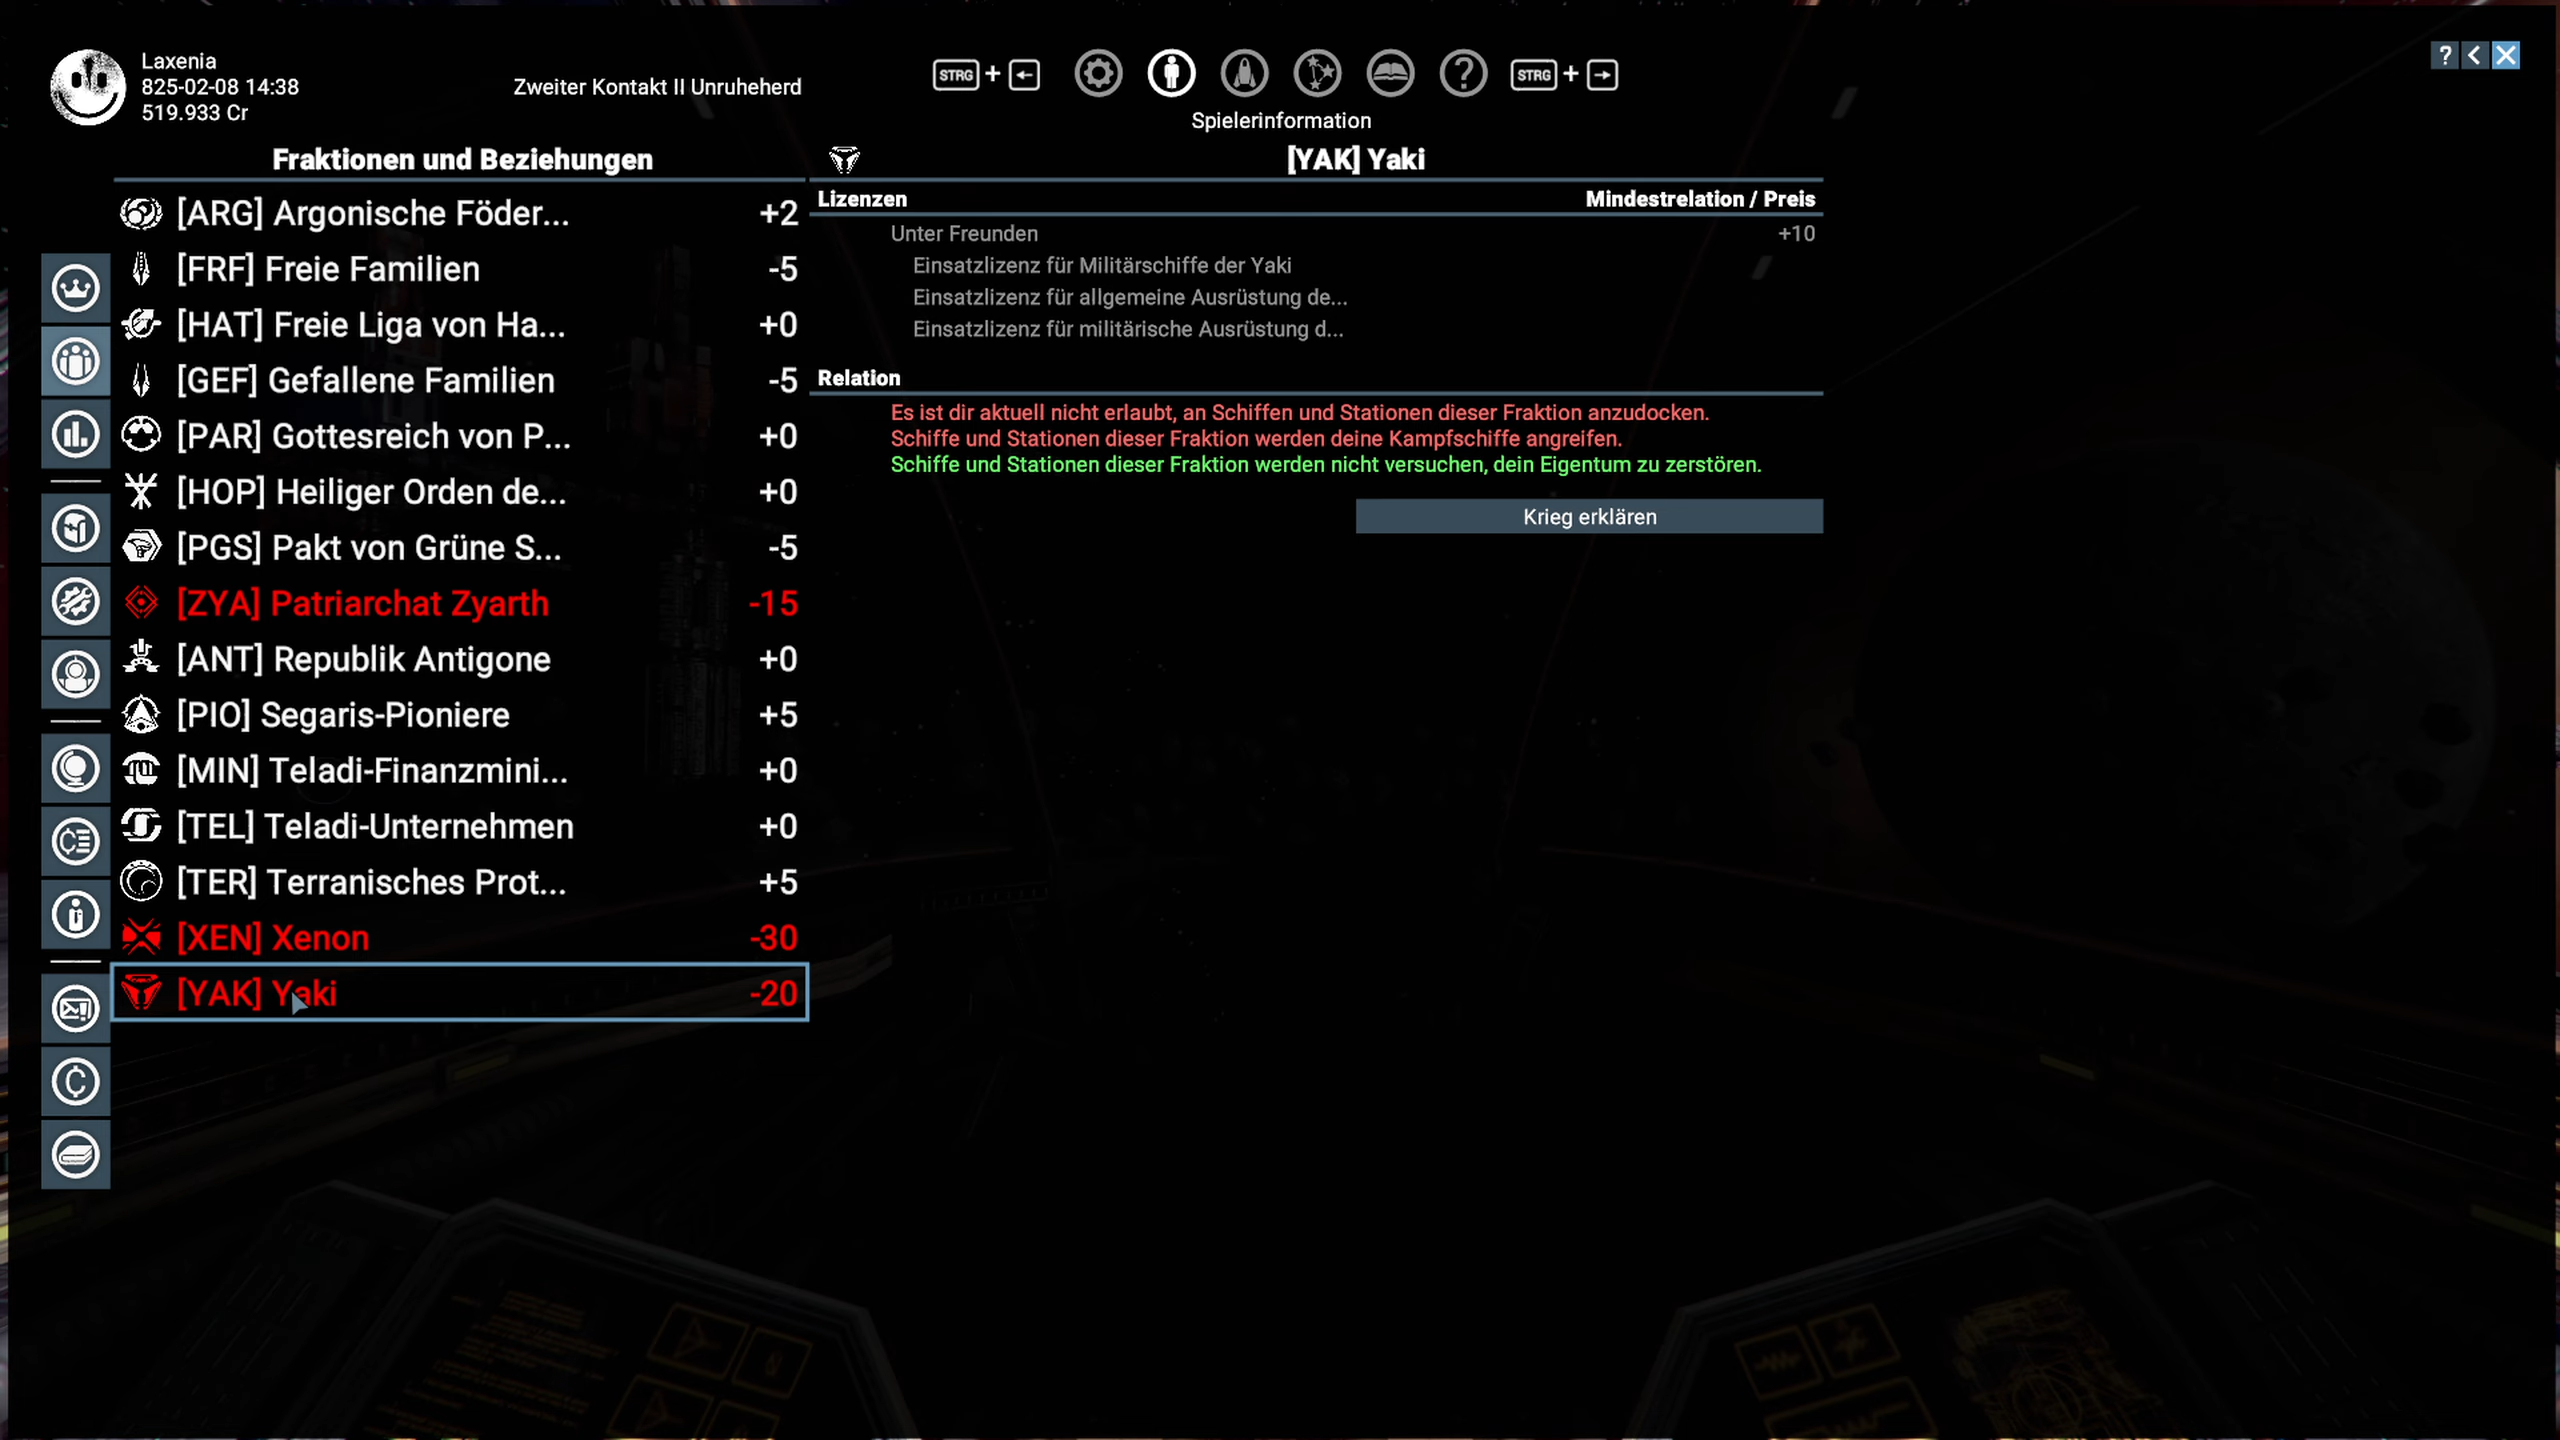 Laxenia
825-02-08 14:38
519.933 Cr
Zweiter Kontakt II Unruheherd
STRG + ←
?
STRG + →
Spielerinformation
? < X
Fraktionen und Beziehungen
[ARG] Argonische Föder... +2
[FRF] Freie Familien -5
[HAT] Freie Liga von Ha... +0
[GEF] Gefallene Familien -5
[PAR] Gottesreich von P... +0
[HOP] Heiliger Orden de... +0
[PGS] Pakt von Grüne S... -5
[ZYA] Patriarchat Zyarth -15
[ANT] Republik Antigone +0
[PIO] Segaris-Pioniere +5
[MIN] Teladi-Finanzmini... +0
[TEL] Teladi-Unternehmen +0
[TER] Terranisches Prot... +5
[XEN] Xenon -30
[YAK] Yaki -20
[YAK] Yaki
Lizenzen Mindestrelation / Preis
Unter Freunden +10
Einsatzlizenz für Militärschiffe der Yaki
Einsatzlizenz für allgemeine Ausrüstung de...
Einsatzlizenz für militärische Ausrüstung d...
Relation
Es ist dir aktuell nicht erlaubt, an Schiffen und Stationen dieser Fraktion anzudocken.
Schiffe und Stationen dieser Fraktion werden deine Kampfschiffe angreifen.
Schiffe und Stationen dieser Fraktion werden nicht versuchen, dein Eigentum zu zerstören.
Krieg erklären